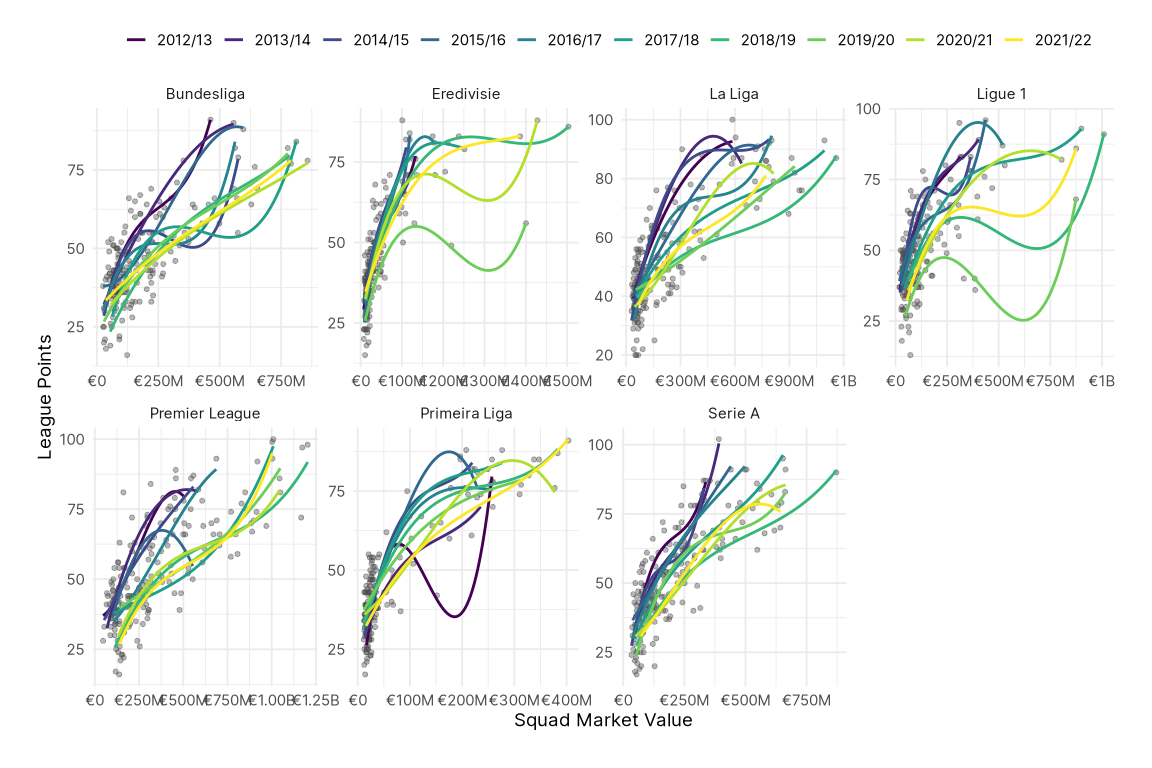 2012/13 2013/14 2014/15 2015/16 2016/17 2017/18 2018/19 2019/20 2020/21 2021/22
Bundesliga Eredivisie La Liga Ligue 1
League Points
75
50
25
€0 €250M €500M €750M
75
50
25
€0 €100M €200M €300M €400M €500M
100
80
60
40
20
€0 €300M €600M €900M €1B
100
75
50
25
€0 €250M €500M €750M €1B
Premier League Primeira Liga Serie A
100
75
50
25
€0 €250M €500M €750M €1.00B €1.25B
75
50
25
€0 €100M €200M €300M €400M
100
75
50
25
€0 €250M €500M €750M
Squad Market Value